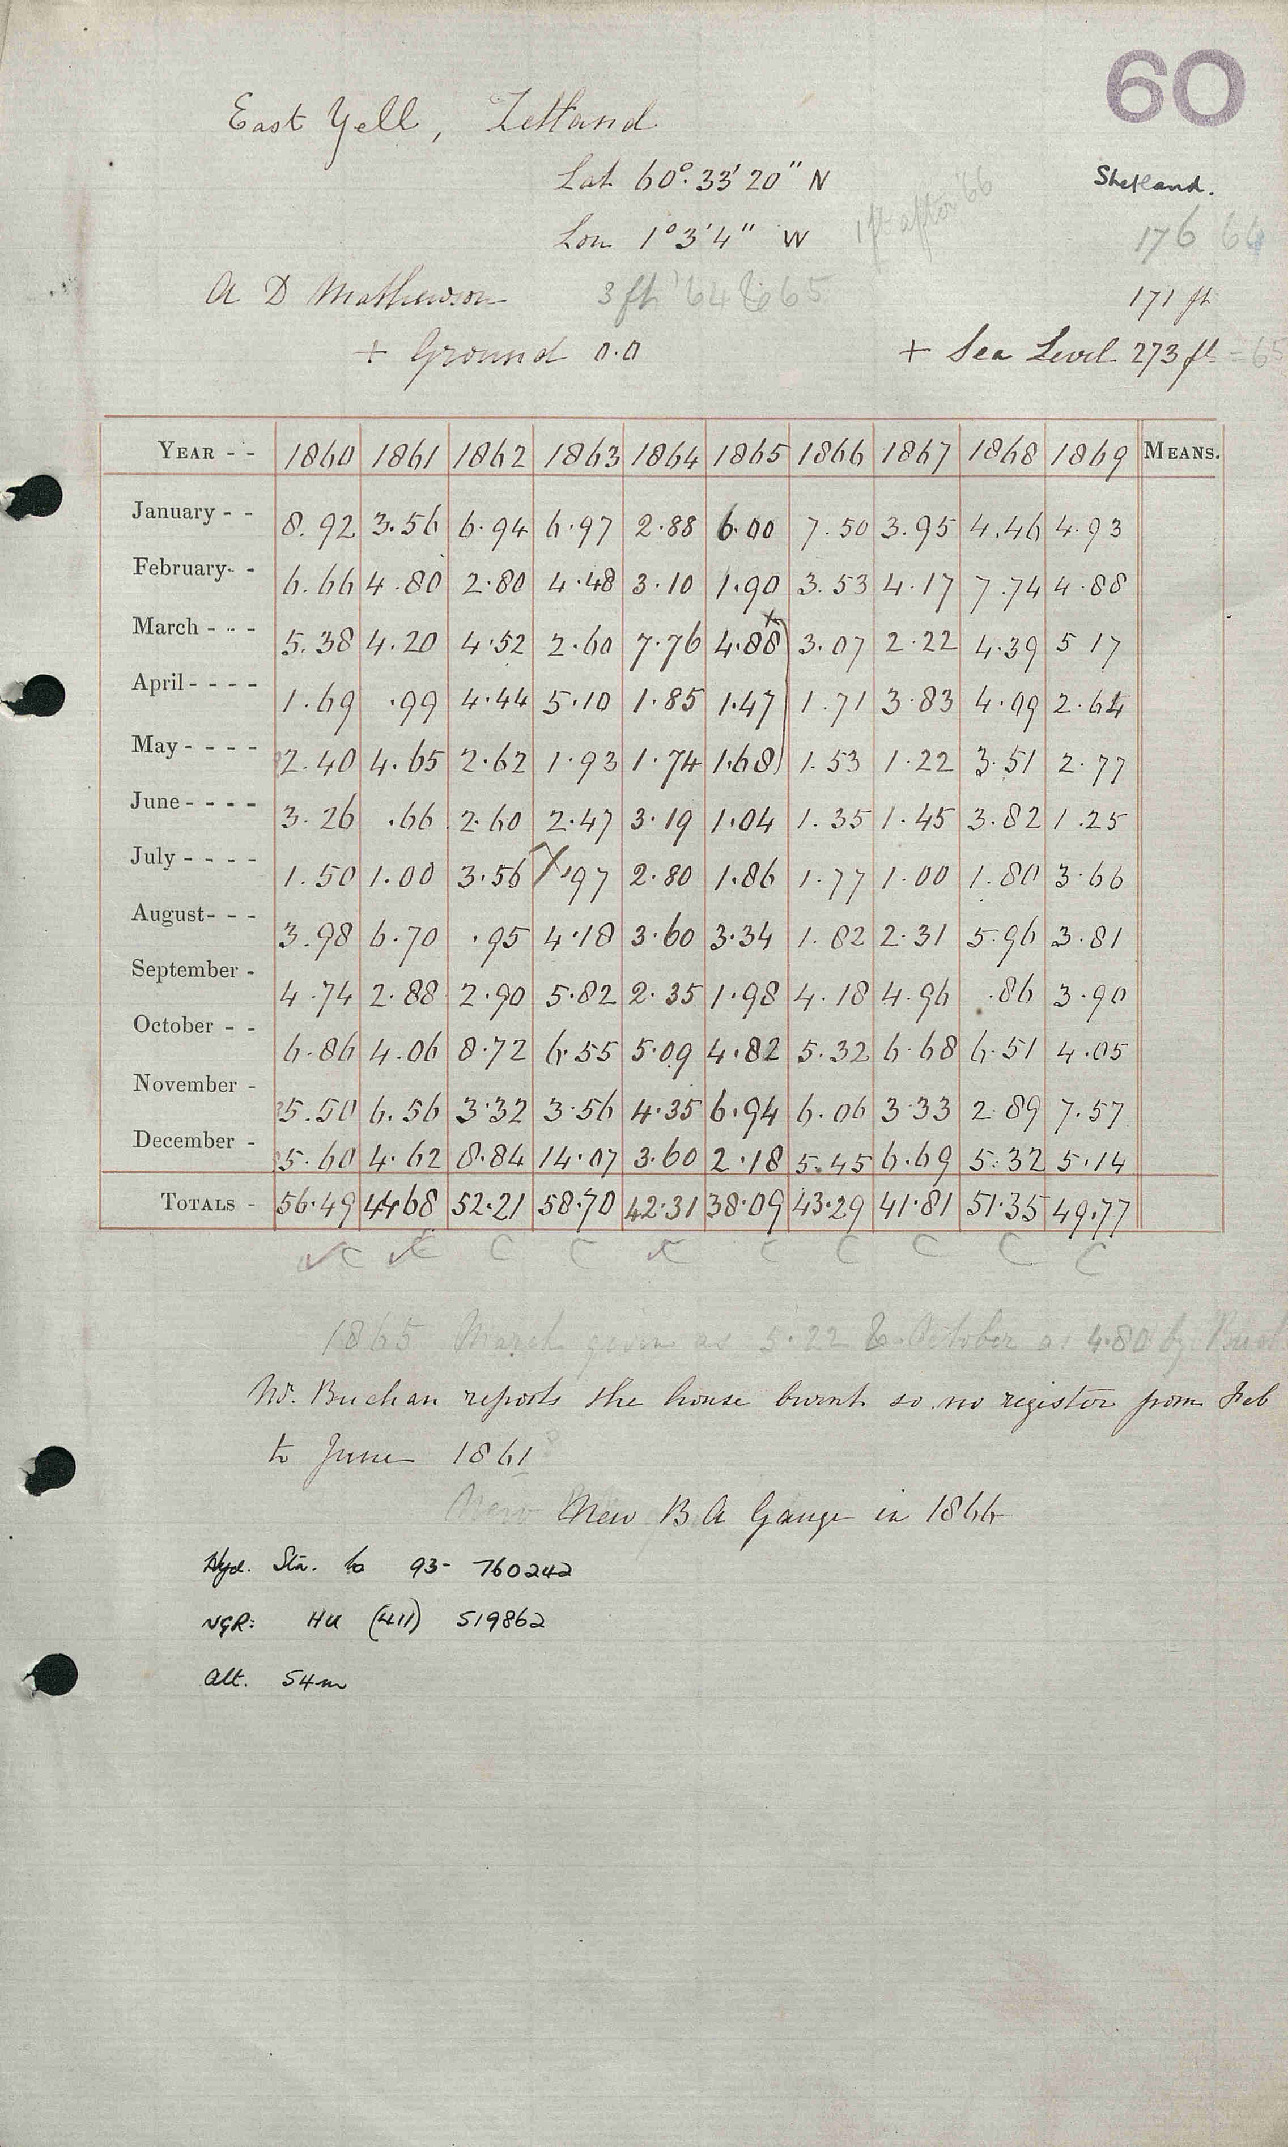 60
East Yell, Zetland
Lat 60°.33'20" N
Shetland.
1 ft after '66
Lon 1°3'4" W
176 66
A D Mathewson 3 ft '64 & 65 171 ft
+ Ground 0.0 + Sea Level 273 ft = 65
YEAR - - 1860 1861 1862 1863 1864 1865 1866 1867 1868 1869 MEANS.
January - - 8.92 3.56 6.94 6.97 2.88 6.00 7.50 3.95 4.46 4.93
February- - 6.66 4.80 2.80 4.48 3.10 1.90 3.53 4.17 7.74 4.88
March - - - 5.38 4.20 4.52 2.60 7.76 4.88 x 3.07 2.22 4.39 5 17
April - - - - 1.69 .99 4.44 5.10 1.85 1.47 1.71 3.83 4.09 2.64
May - - - - 2.40 4.65 2.62 1.93 1.74 1.68 1.53 1.22 3.51 2.77
June - - - - 3.26 .66 2.60 2.47 3.19 1.04 1.35 1.45 3.82 1.25
July - - - - 1.50 1.00 3.56 X.97 2.80 1.86 1.77 1.00 1.80 3.66
August- - - 3.98 6.70 .95 4.18 3.60 3.34 1.82 2.31 5.96 3.81
September - 4.74 2.88 2.90 5.82 2.35 1.98 4.18 4.96 .86 3.90
October - - 6.86 4.06 8.72 6.55 5.09 4.82 5.32 6.68 6.51 4.05
November - 5.50 6.56 3.32 3.56 4.35 6.94 6.06 3.33 2.89 7.57
December - 5.60 4.62 8.84 14.07 3.60 2.18 5.45 6.69 5.32 5.14
TOTALS - 56.49 44.68 52.21 58.70 42.31 38.09 43.29 41.81 51.35 49.77
C C C C C C C C C C
1865 March given as 5.22 & October as 4.80 by
Mr. Buchan reports the house burnt so no register from Feb
to June 1861
New New B A Gauge in 1866
Hyd. Sta. No 93- 760242
NGR: HU (411) 519862
Alt. 54m